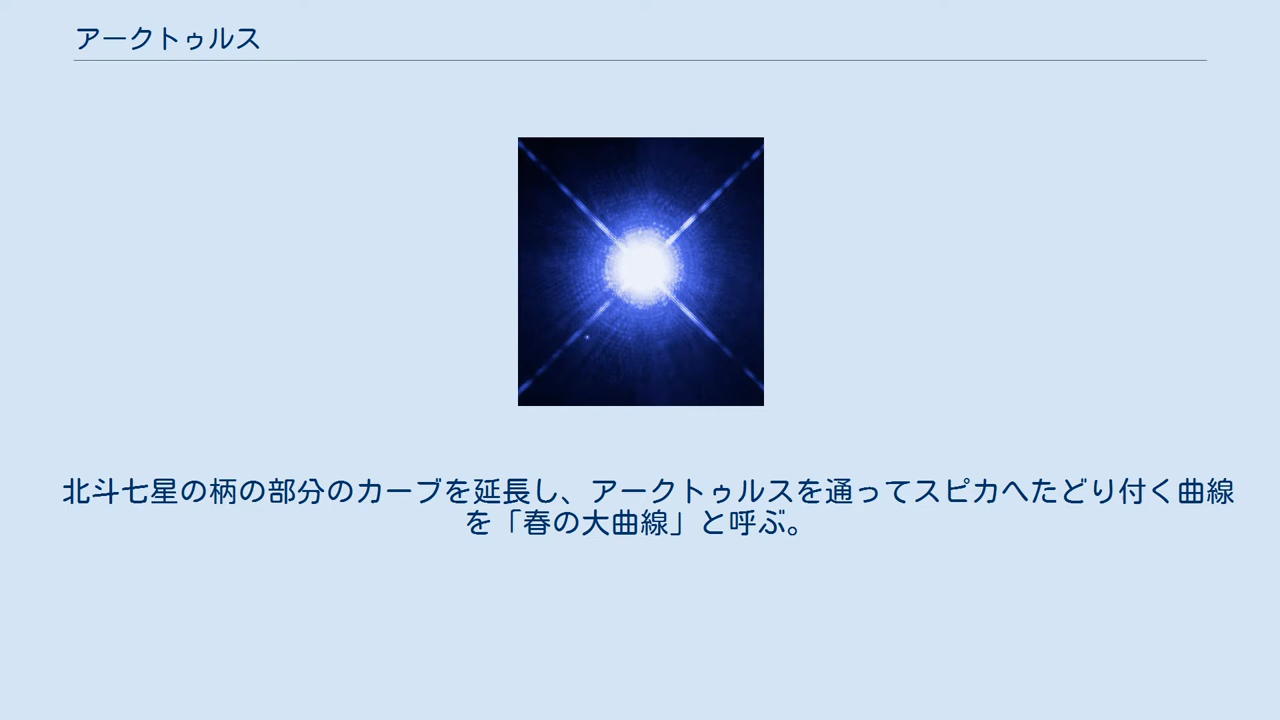 アークトゥルス
北斗七星の柄の部分のカーブを延長し、アークトゥルスを通ってスピカへたどり付く曲線
を「春の大曲線」と呼ぶ。